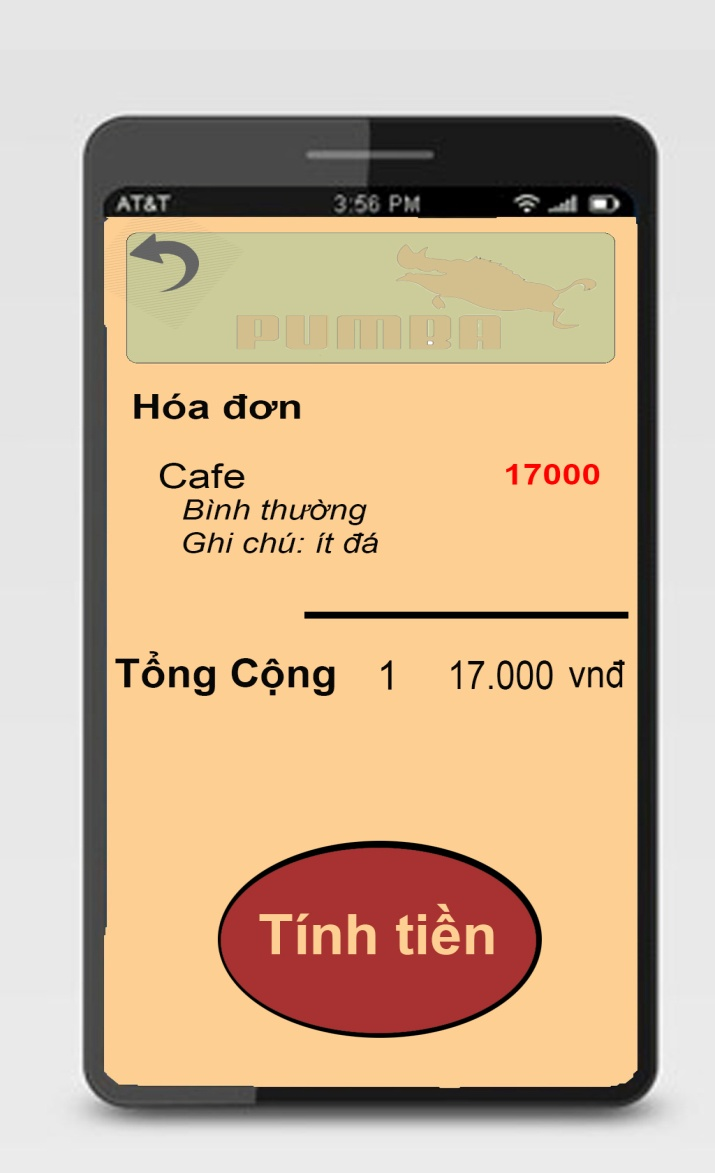 AT&T 3:56 PM
PUMBA
Hóa đơn
Cafe 17000
Bình thường
Ghi chú: ít đá
Tổng Cộng 1 17.000 vnđ
Tính tiền